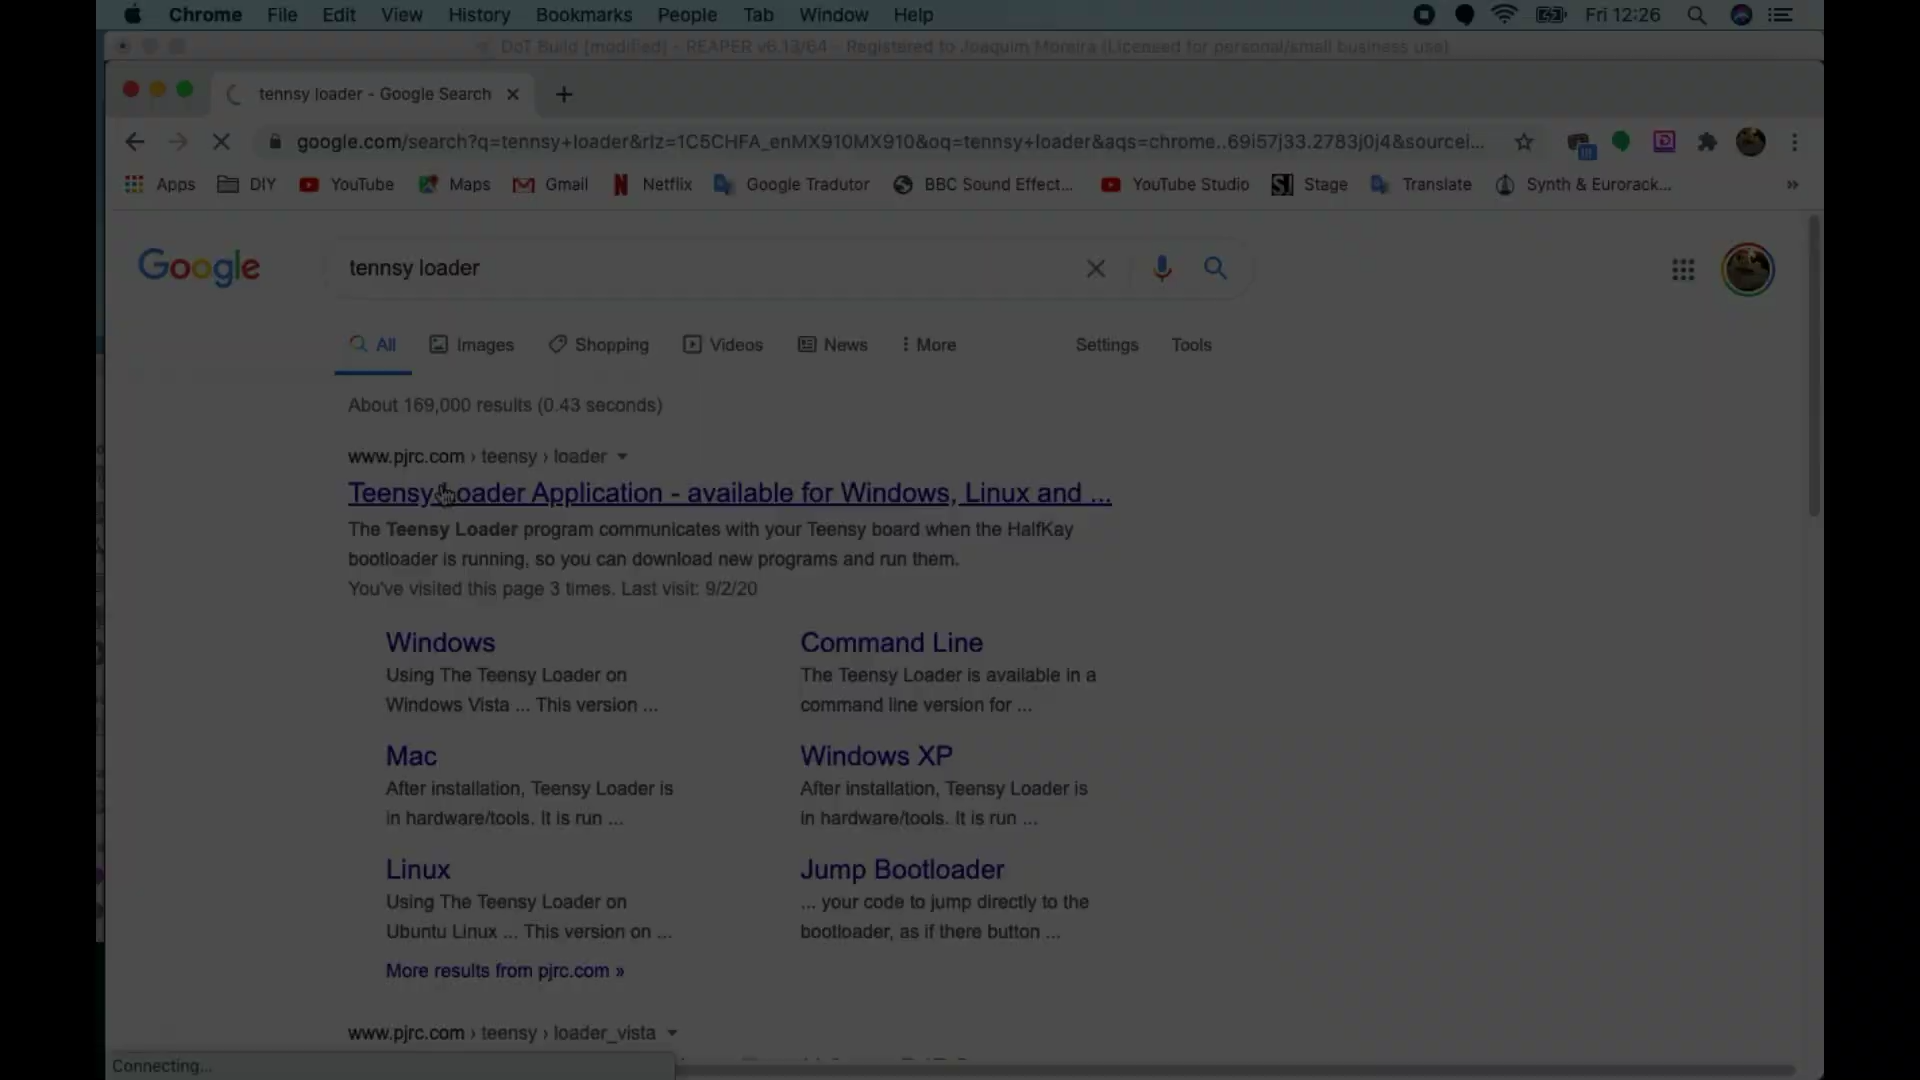 Chrome File Edit View History Bookmarks People Tab Window Help Fri 12:26
DoT Build [modified] - REAPER v6.13/64 - Registered to Joaquim Moreira (Licensed for personal/small business use)
tennsy loader - Google Search
google.com/search?q=tennsy+loader&rlz=1C5CHFA_enMX910MX910&oq=tennsy+loader&aqs=chrome..69i57j33.2783j0j4&sourcei...
Apps DIY YouTube Maps Gmail Netflix Google Tradutor BBC Sound Effect... YouTube Studio Stage Translate Synth & Eurorack... »
Google tennsy loader
All Images Shopping Videos News More Settings Tools
About 169,000 results (0.43 seconds)
www.pjrc.com › teensy › loader
Teensy Loader Application - available for Windows, Linux and ...
The Teensy Loader program communicates with your Teensy board when the HalfKay
bootloader is running, so you can download new programs and run them.
You've visited this page 3 times. Last visit: 9/2/20
Windows
Using The Teensy Loader on
Windows Vista ... This version ...
Command Line
The Teensy Loader is available in a
command line version for ...
Mac
After installation, Teensy Loader is
in hardware/tools. It is run ...
Windows XP
After installation, Teensy Loader is
in hardware/tools. It is run ...
Linux
Using The Teensy Loader on
Ubuntu Linux ... This version on ...
Jump Bootloader
... your code to jump directly to the
bootloader, as if there button ...
More results from pjrc.com »
www.pjrc.com › teensy › loader_vista
Connecting...